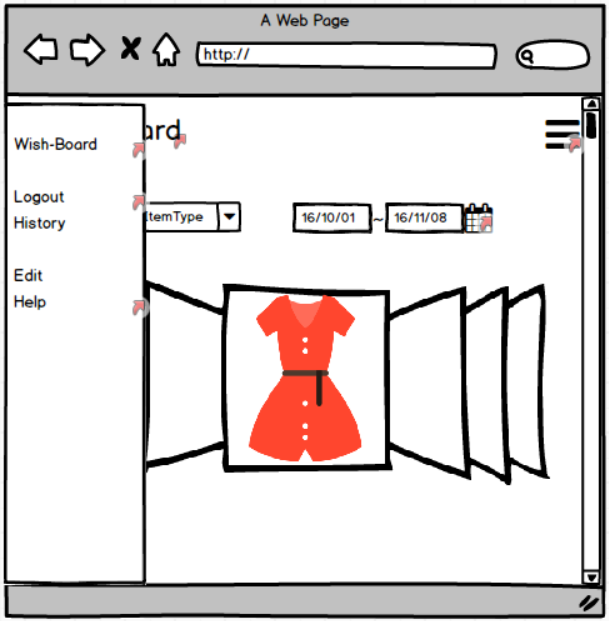 A Web Page
http://
Wish-Board
ard
Logout
History
ItemType
16/10/01 ~ 16/11/08
Edit
Help